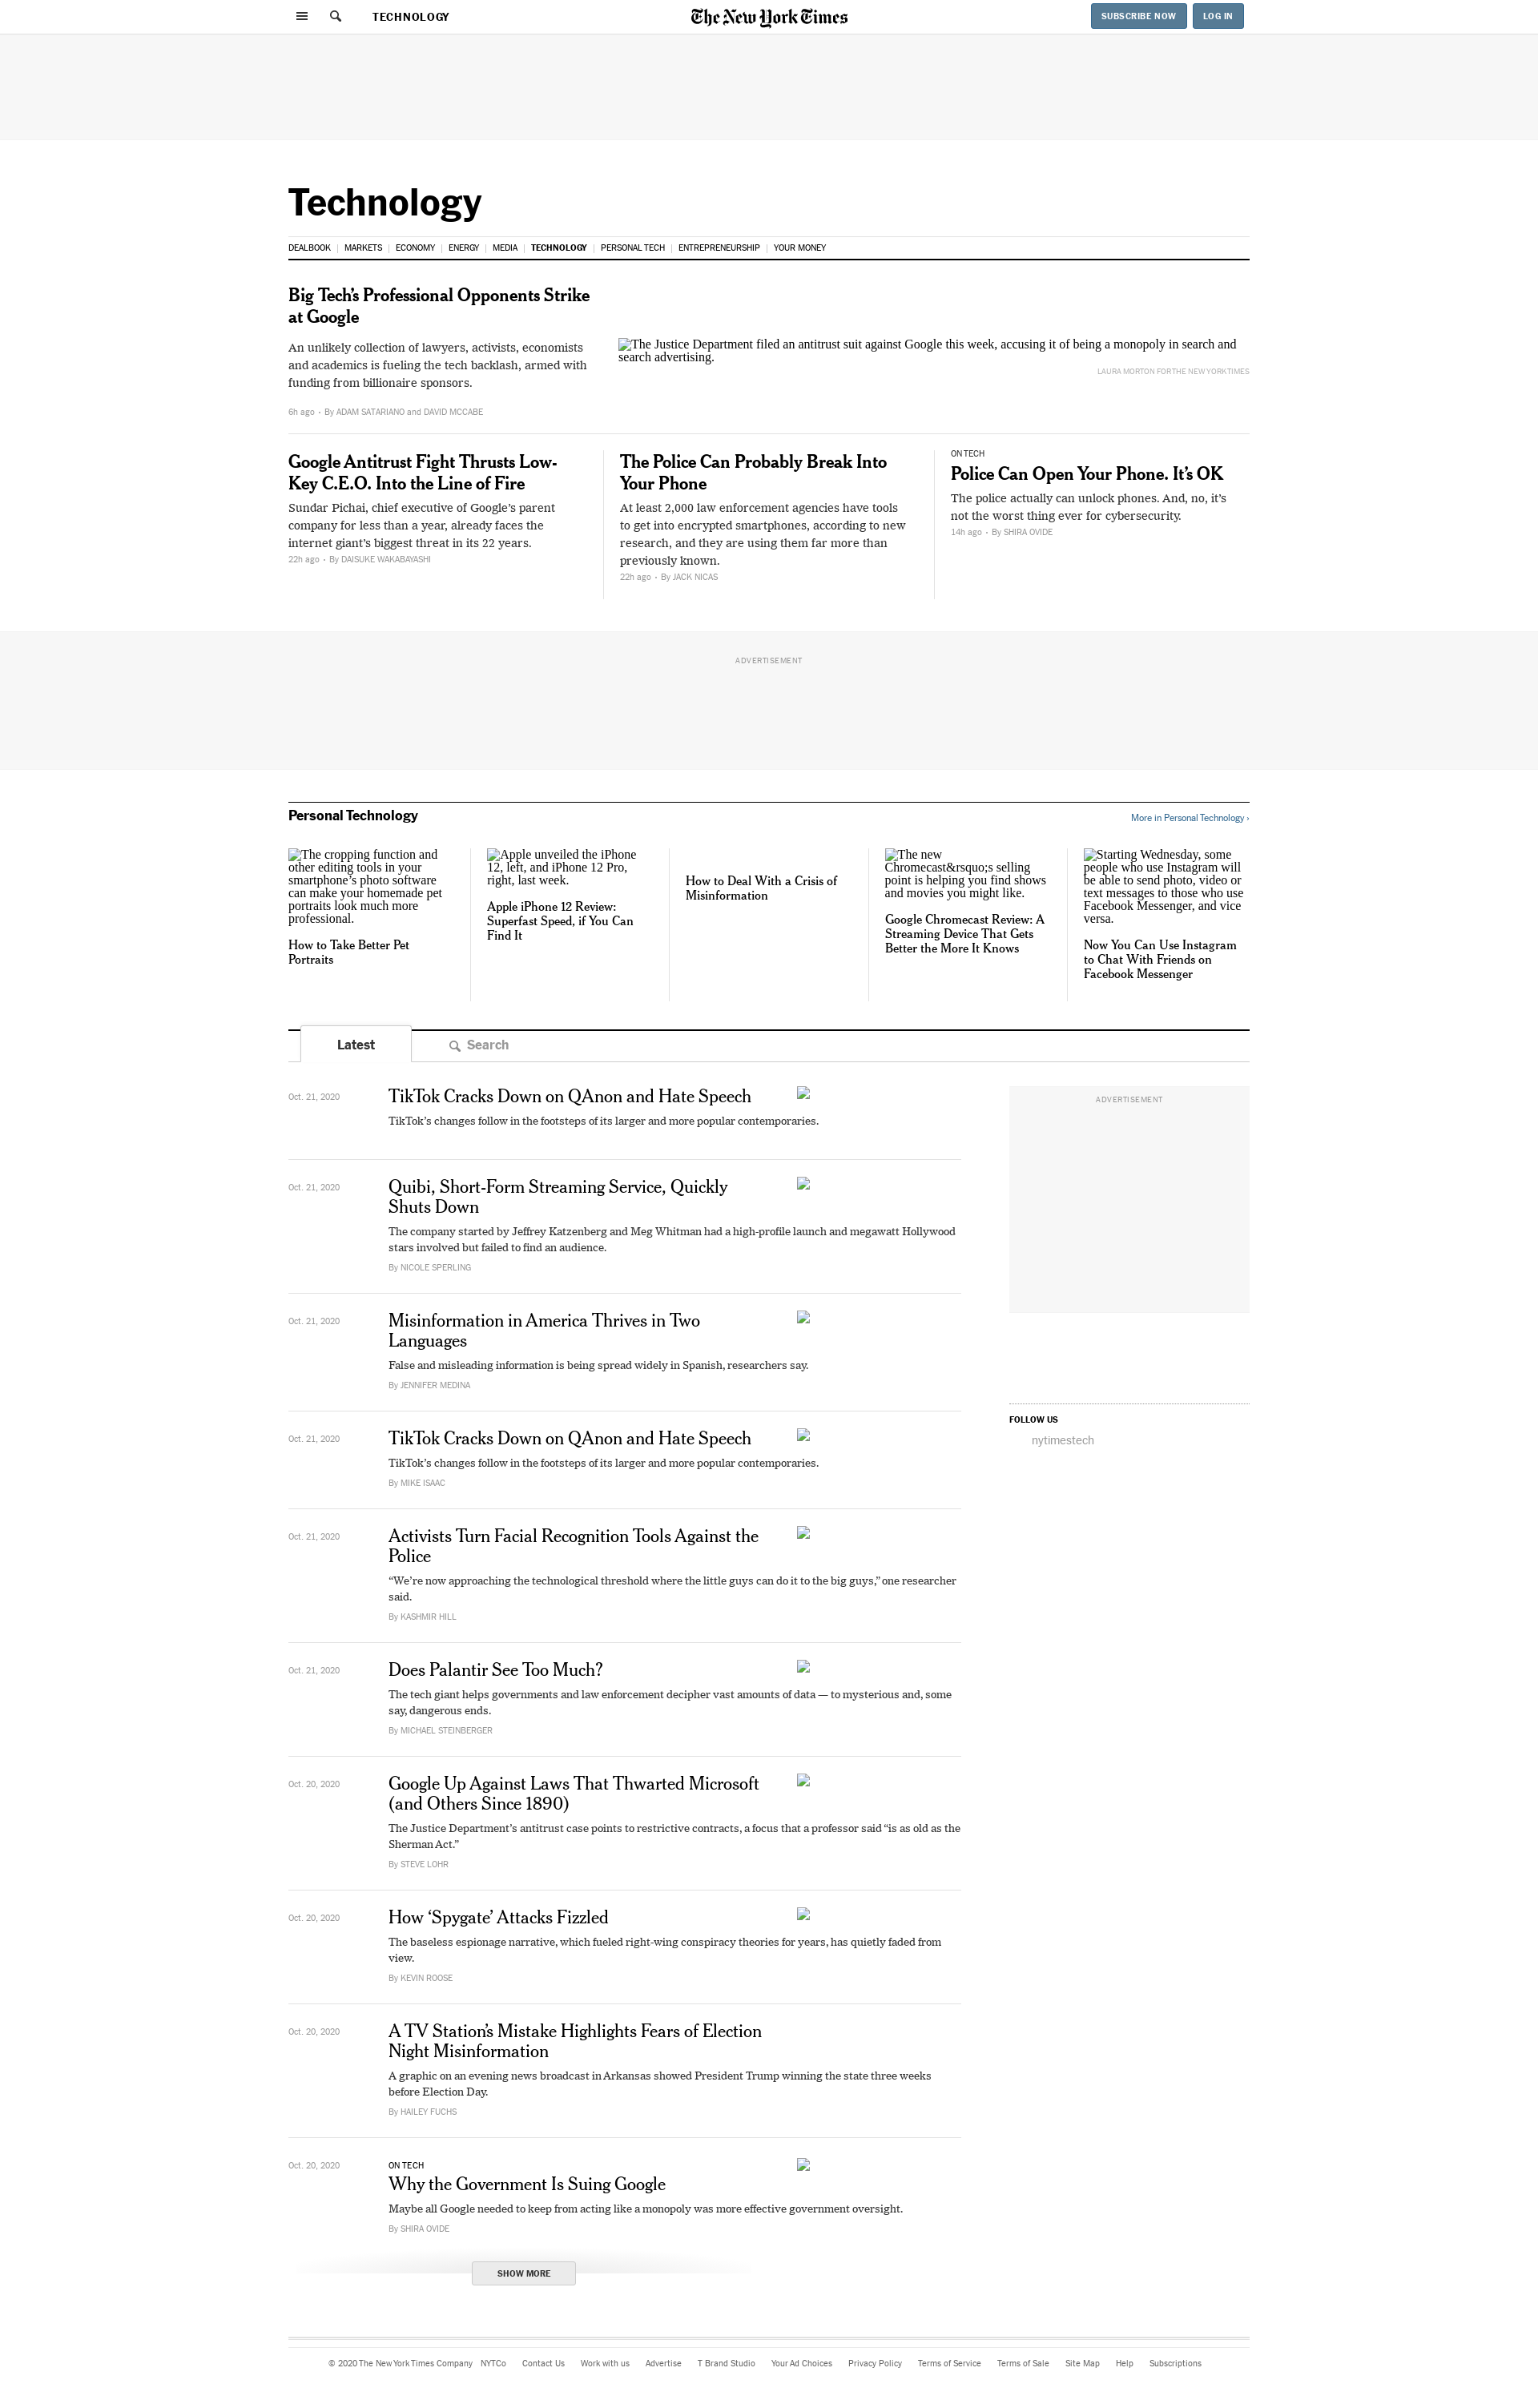 TECHNOLOGY
The New York Times
SUBSCRIBE NOW
LOG IN
Technology
DEALBOOK | MARKETS | ECONOMY | ENERGY | MEDIA | TECHNOLOGY | PERSONAL TECH | ENTREPRENEURSHIP | YOUR MONEY
Big Tech’s Professional Opponents Strike
at Google
An unlikely collection of lawyers, activists, economists
and academics is fueling the tech backlash, armed with
funding from billionaire sponsors.
6h ago • By ADAM SATARIANO and DAVID MCCABE
The Justice Department filed an antitrust suit against Google this week, accusing it of being a monopoly in search and
search advertising.
LAURA MORTON FOR THE NEW YORK TIMES
Google Antitrust Fight Thrusts Low-
Key C.E.O. Into the Line of Fire
Sundar Pichai, chief executive of Google’s parent
company for less than a year, already faces the
internet giant’s biggest threat in its 22 years.
22h ago • By DAISUKE WAKABAYASHI
The Police Can Probably Break Into
Your Phone
At least 2,000 law enforcement agencies have tools
to get into encrypted smartphones, according to new
research, and they are using them far more than
previously known.
22h ago • By JACK NICAS
ON TECH
Police Can Open Your Phone. It’s OK
The police actually can unlock phones. And, no, it’s
not the worst thing ever for cybersecurity.
14h ago • By SHIRA OVIDE
ADVERTISEMENT
Personal Technology
More in Personal Technology ›
The cropping function and
other editing tools in your
smartphone’s photo software
can make your homemade pet
portraits look much more
professional.
How to Take Better Pet
Portraits
Apple unveiled the iPhone
12, left, and iPhone 12 Pro,
right, last week.
Apple iPhone 12 Review:
Superfast Speed, if You Can
Find It
How to Deal With a Crisis of
Misinformation
The new
Chromecast&rsquo;s selling
point is helping you find shows
and movies you might like.
Google Chromecast Review: A
Streaming Device That Gets
Better the More It Knows
Starting Wednesday, some
people who use Instagram will
be able to send photo, video or
text messages to those who use
Facebook Messenger, and vice
versa.
Now You Can Use Instagram
to Chat With Friends on
Facebook Messenger
Latest
Search
Oct. 21, 2020
TikTok Cracks Down on QAnon and Hate Speech
TikTok’s changes follow in the footsteps of its larger and more popular contemporaries.
Oct. 21, 2020
Quibi, Short-Form Streaming Service, Quickly
Shuts Down
The company started by Jeffrey Katzenberg and Meg Whitman had a high-profile launch and megawatt Hollywood
stars involved but failed to find an audience.
By NICOLE SPERLING
Oct. 21, 2020
Misinformation in America Thrives in Two
Languages
False and misleading information is being spread widely in Spanish, researchers say.
By JENNIFER MEDINA
Oct. 21, 2020
TikTok Cracks Down on QAnon and Hate Speech
TikTok’s changes follow in the footsteps of its larger and more popular contemporaries.
By MIKE ISAAC
Oct. 21, 2020
Activists Turn Facial Recognition Tools Against the
Police
“We’re now approaching the technological threshold where the little guys can do it to the big guys,” one researcher
said.
By KASHMIR HILL
Oct. 21, 2020
Does Palantir See Too Much?
The tech giant helps governments and law enforcement decipher vast amounts of data — to mysterious and, some
say, dangerous ends.
By MICHAEL STEINBERGER
Oct. 20, 2020
Google Up Against Laws That Thwarted Microsoft
(and Others Since 1890)
The Justice Department’s antitrust case points to restrictive contracts, a focus that a professor said “is as old as the
Sherman Act.”
By STEVE LOHR
Oct. 20, 2020
How ‘Spygate’ Attacks Fizzled
The baseless espionage narrative, which fueled right-wing conspiracy theories for years, has quietly faded from
view.
By KEVIN ROOSE
Oct. 20, 2020
A TV Station’s Mistake Highlights Fears of Election
Night Misinformation
A graphic on an evening news broadcast in Arkansas showed President Trump winning the state three weeks
before Election Day.
By HAILEY FUCHS
Oct. 20, 2020
ON TECH
Why the Government Is Suing Google
Maybe all Google needed to keep from acting like a monopoly was more effective government oversight.
By SHIRA OVIDE
SHOW MORE
ADVERTISEMENT
FOLLOW US
nytimestech
© 2020 The New York Times Company NYTCo Contact Us Work with us Advertise T Brand Studio Your Ad Choices Privacy Policy Terms of Service Terms of Sale Site Map Help Subscriptions